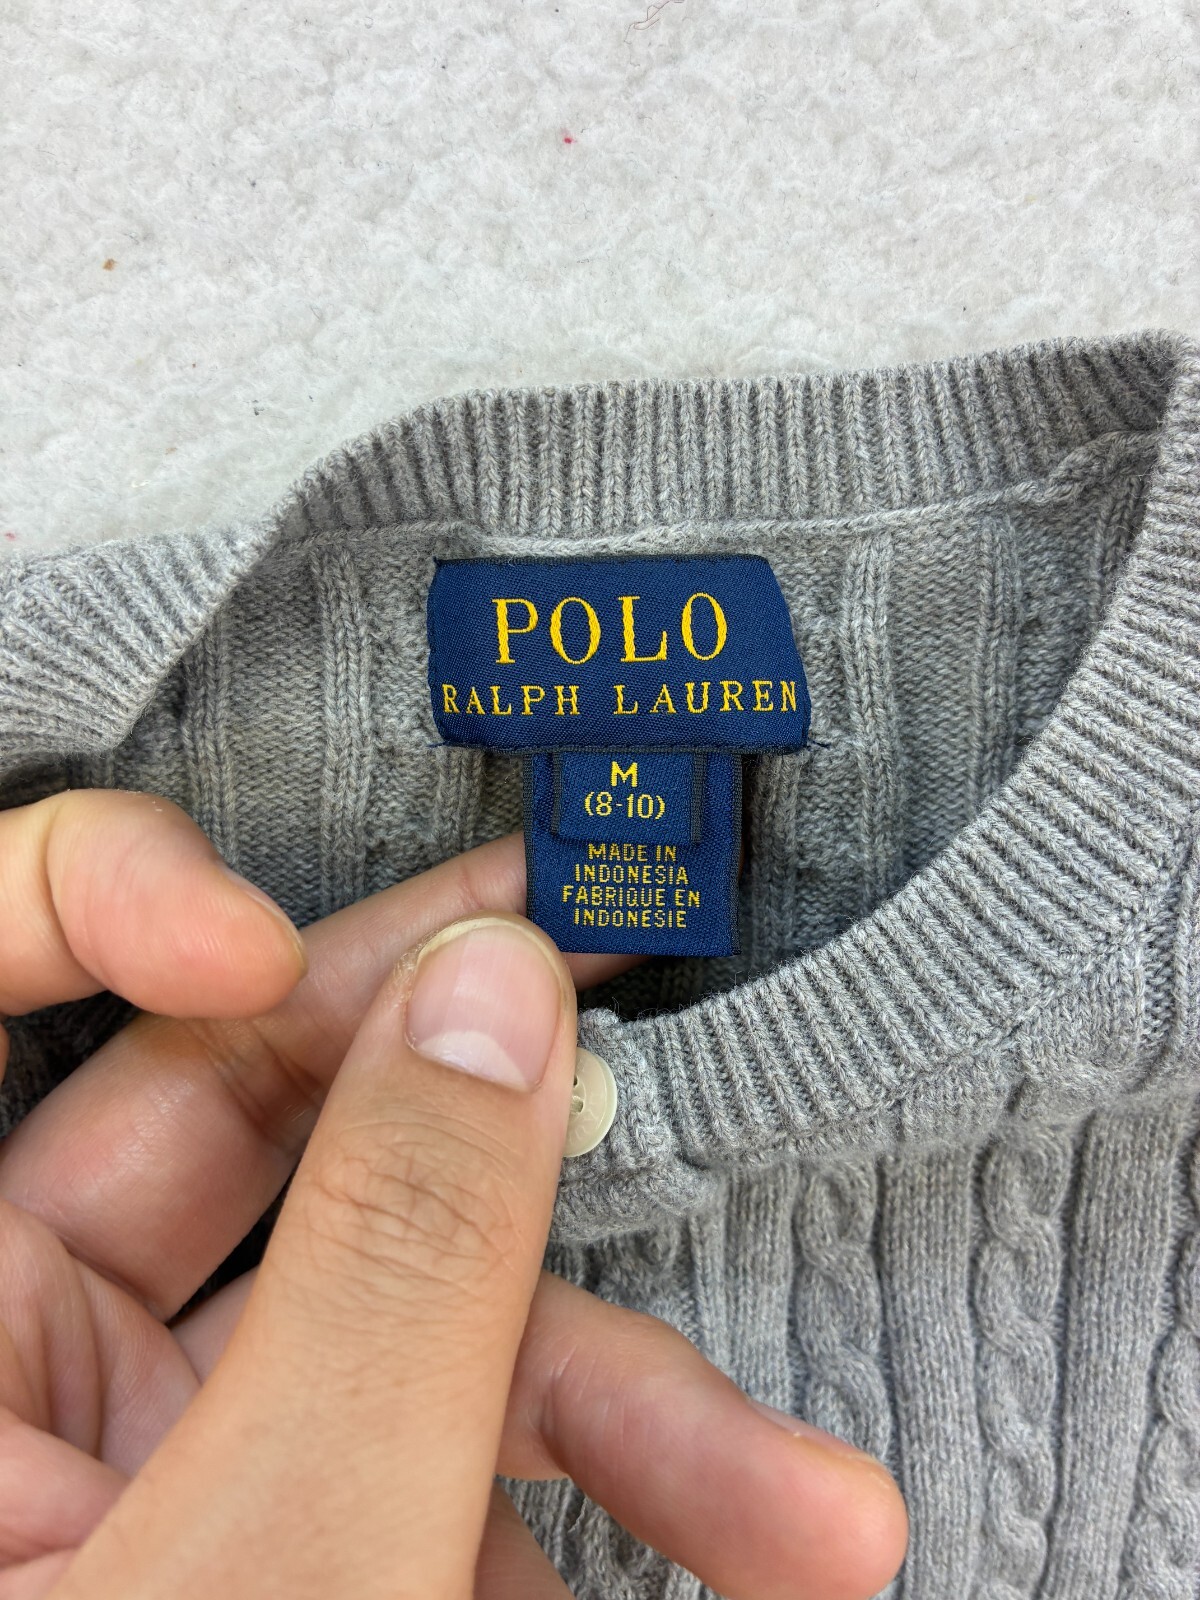 POLO
RALPH LAUREN
M
(8-10)
MADE IN
INDONESIA
FABRIQUE EN
INDONESIE